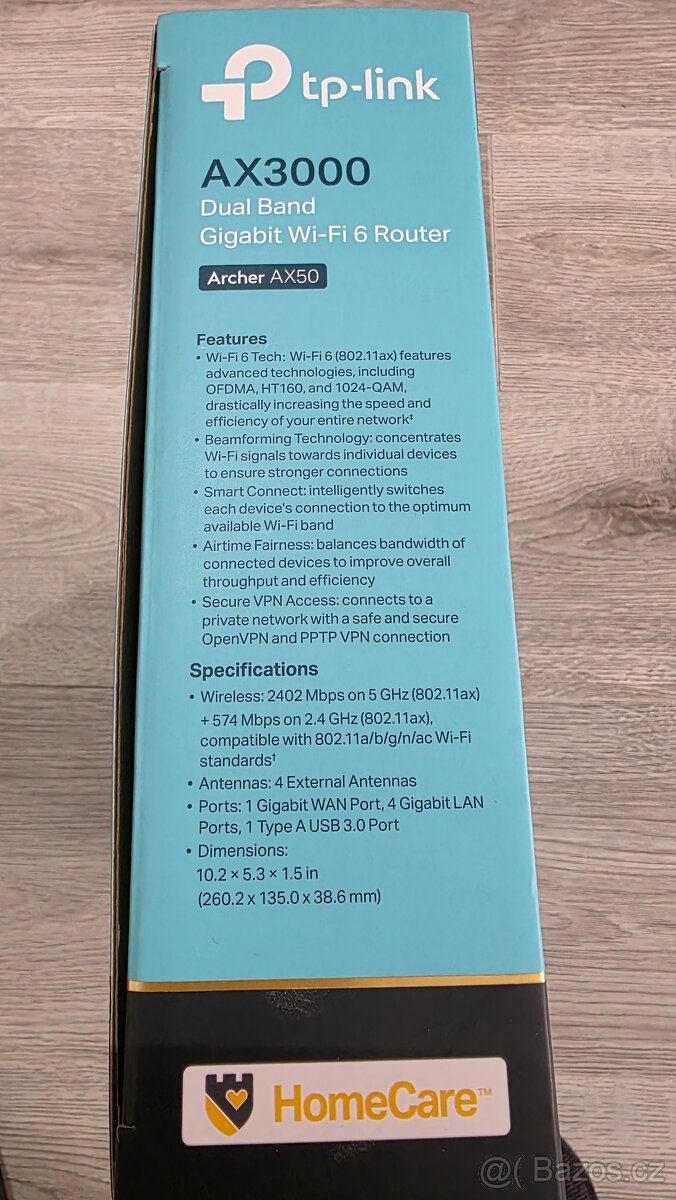 tp-link
AX3000
Dual Band
Gigabit Wi-Fi 6 Router
Archer AX50
Features
• Wi-Fi 6 Tech: Wi-Fi 6 (802.11ax) features
advanced technologies, including
OFDMA, HT160, and 1024-QAM,
drastically increasing the speed and
efficiency of your entire network‡
• Beamforming Technology: concentrates
Wi-Fi signals towards individual devices
to ensure stronger connections
• Smart Connect: intelligently switches
each device's connection to the optimum
available Wi-Fi band
• Airtime Fairness: balances bandwidth of
connected devices to improve overall
throughput and efficiency
• Secure VPN Access: connects to a
private network with a safe and secure
OpenVPN and PPTP VPN connection
Specifications
• Wireless: 2402 Mbps on 5 GHz (802.11ax)
+ 574 Mbps on 2.4 GHz (802.11ax),
compatible with 802.11a/b/g/n/ac Wi-Fi
standards†
• Antennas: 4 External Antennas
• Ports: 1 Gigabit WAN Port, 4 Gigabit LAN
Ports, 1 Type A USB 3.0 Port
• Dimensions:
10.2 × 5.3 × 1.5 in
(260.2 x 135.0 x 38.6 mm)
HomeCare™
@( Bazos.cz